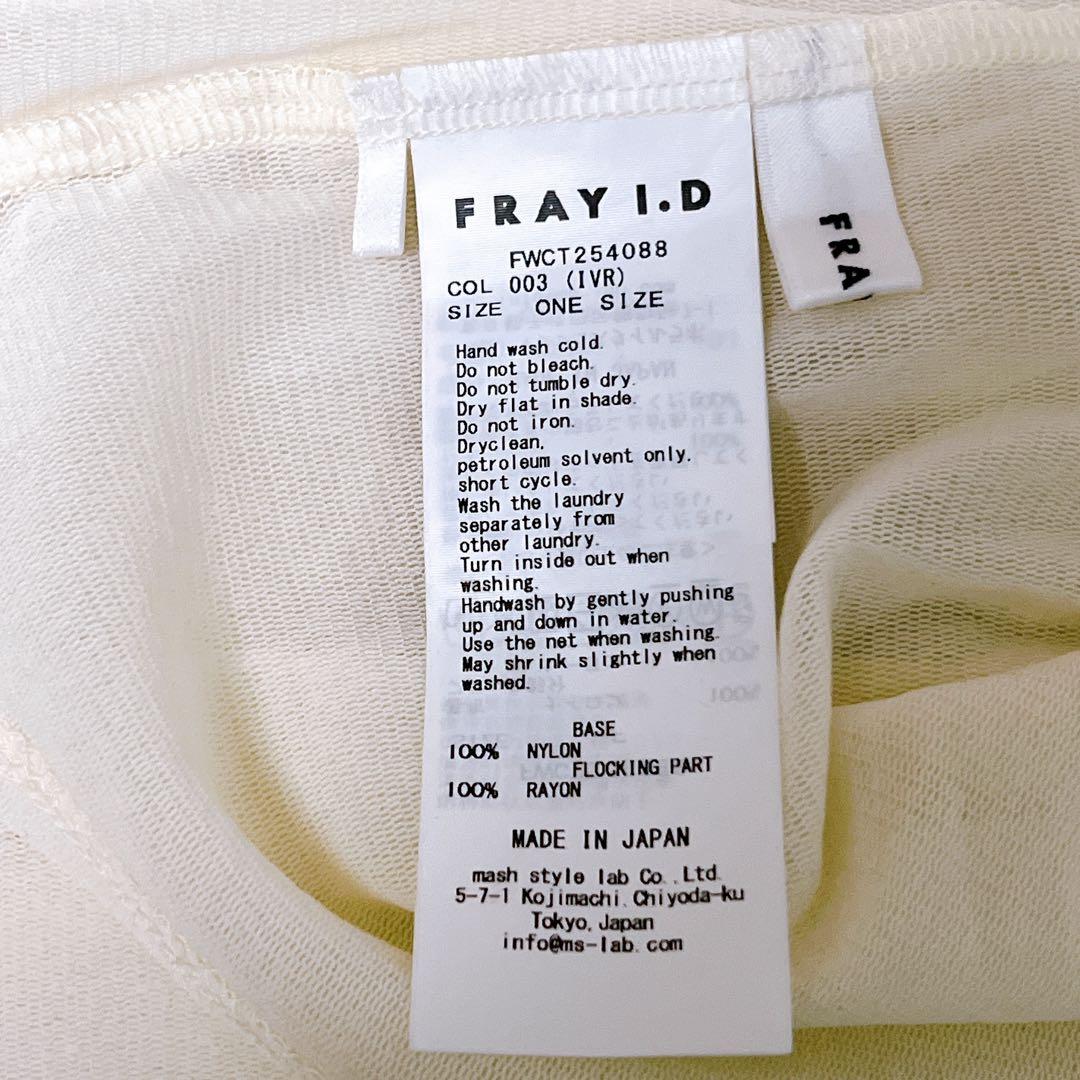 FRAY I.D
FWCT254088
COL 003 (IVR)
SIZE ONE SIZE
Hand wash cold.
Do not bleach.
Do not tumble dry.
Dry flat in shade.
Do not iron.
Dryclean,
petroleum solvent only.
short cycle.
Wash the laundry
separately from
other laundry.
Turn inside out when
washing.
Handwash by gently pushing
up and down in water.
Use the net when washing.
May shrink slightly when
washed.
BASE
100% NYLON
FLOCKING PART
100% RAYON
MADE IN JAPAN
mash style lab Co.,Ltd.
5-7-1 Kojimachi, Chiyoda-ku
Tokyo, Japan
info@ms-lab.com
FRA